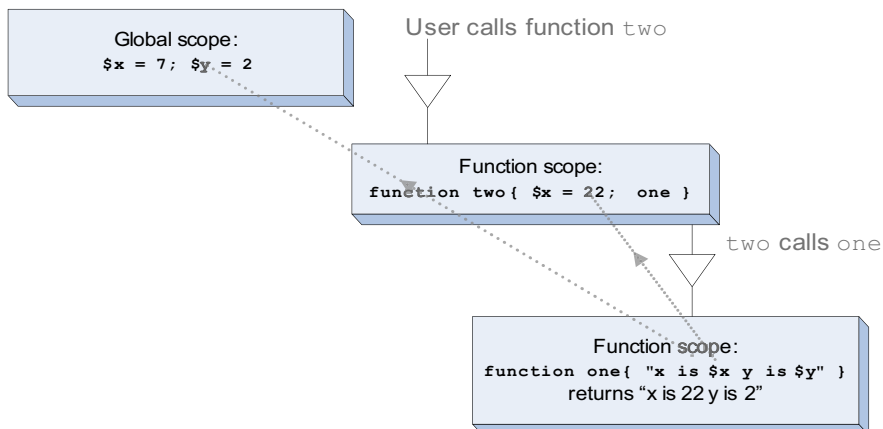 Global scope:
$x = 7; $y = 2
User calls function two
Function scope:
function two{ $x = 22; one }
two calls one
Function scope:
function one{ "x is $x y is $y" }
returns “x is 22 y is 2”